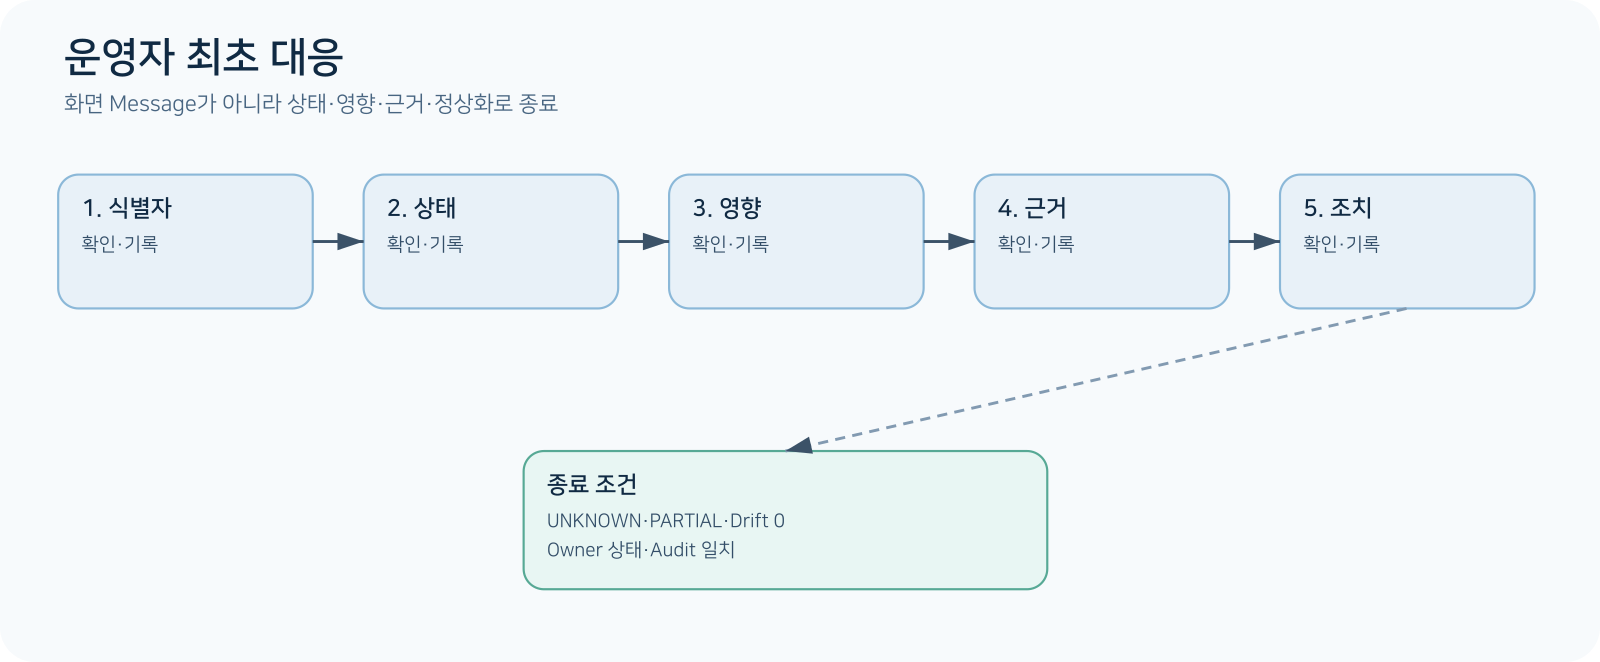 운영자 최초 대응
화면 Message가 아니라 상태·영향·근거·정상화로 종료
1. 식별자
확인·기록
2. 상태
확인·기록
3. 영향
확인·기록
4. 근거
확인·기록
5. 조치
확인·기록
종료 조건
UNKNOWN·PARTIAL·Drift 0
Owner 상태·Audit 일치